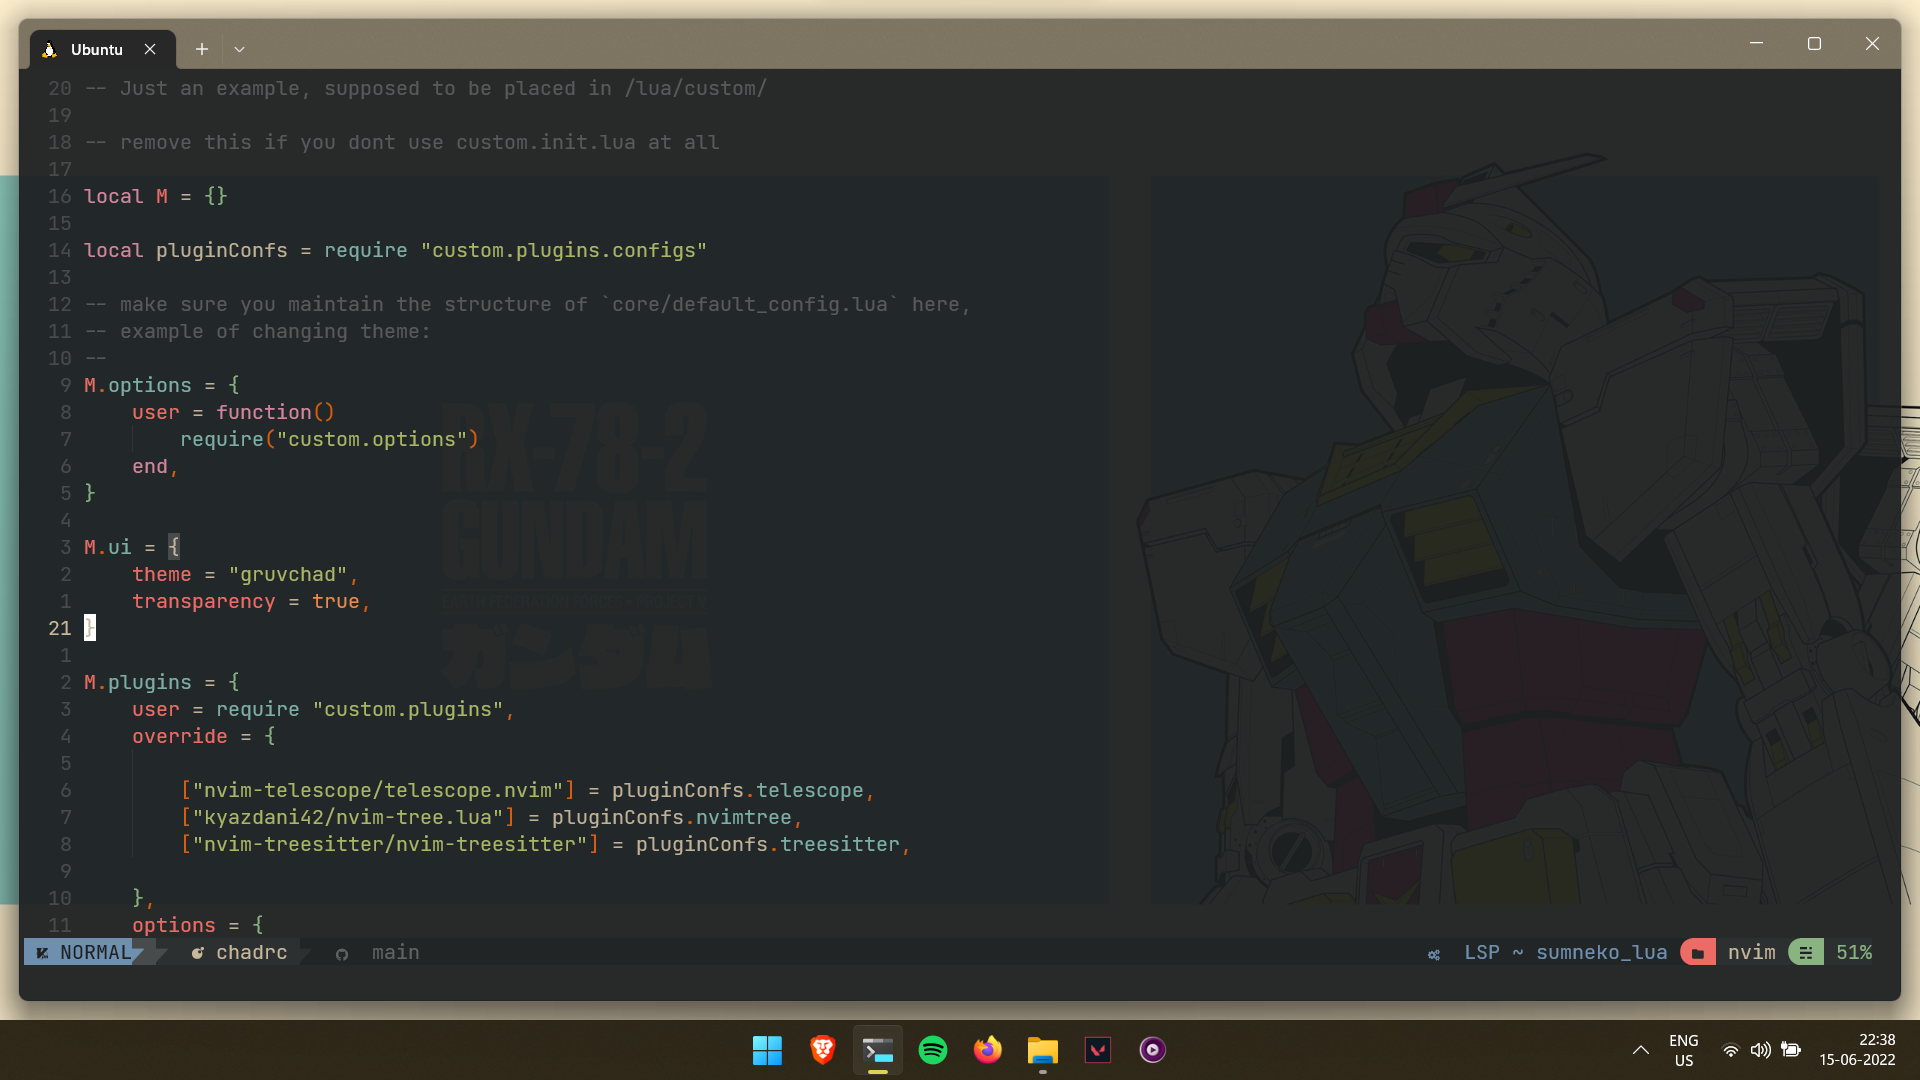 Ubuntu
20 -- Just an example, supposed to be placed in /lua/custom/
19
18 -- remove this if you dont use custom.init.lua at all
17
16 local M = {}
15
14 local pluginConfs = require "custom.plugins.configs"
13
12 -- make sure you maintain the structure of `core/default_config.lua` here,
11 -- example of changing theme:
10 --
9 M.options = {
8 user = function()
7 require("custom.options")
6 end,
5 }
4
3 M.ui = {
2 theme = "gruvchad",
1 transparency = true,
21 }
1
2 M.plugins = {
3 user = require "custom.plugins",
4 override = {
5
6 ["nvim-telescope/telescope.nvim"] = pluginConfs.telescope,
7 ["kyazdani42/nvim-tree.lua"] = pluginConfs.nvimtree,
8 ["nvim-treesitter/nvim-treesitter"] = pluginConfs.treesitter,
9
10 },
11 options = {
RX-78-2
GUNDAM
ガンダム
NORMAL chadrc main LSP ~ sumneko_lua nvim 51%
ENG
US
22:38
15-06-2022